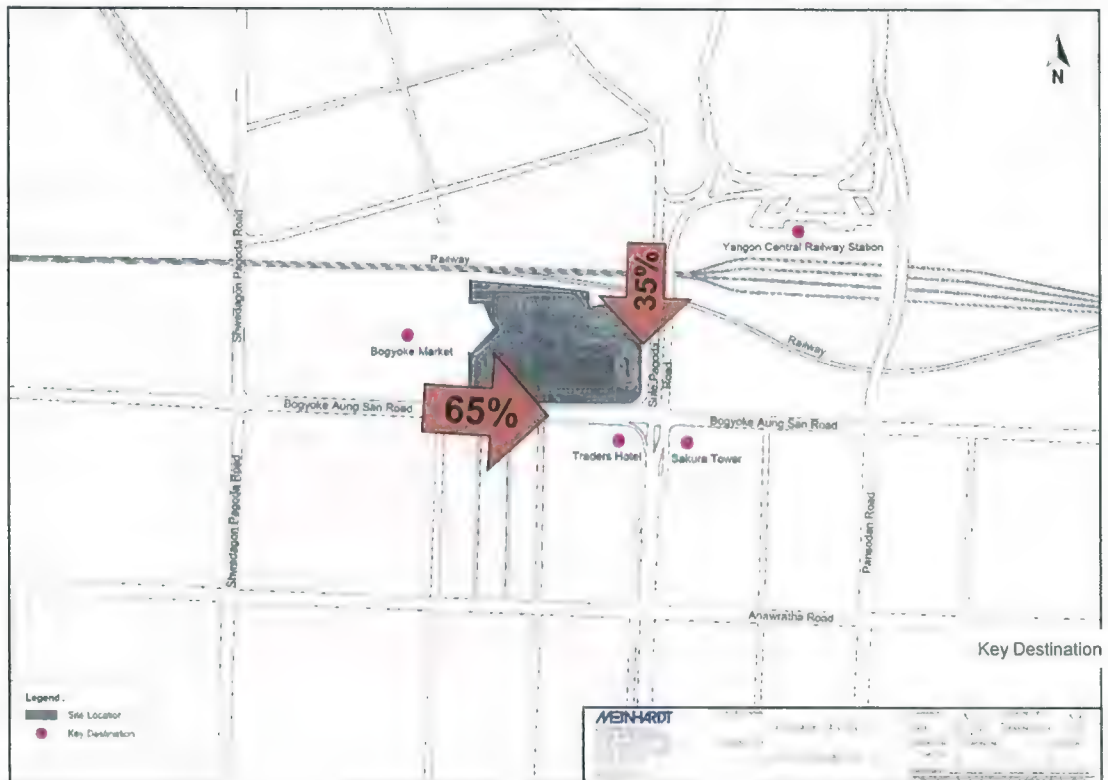 N
Shwedagon Pagoda Road
Yangon Central Railway Station
Railway
35%
Bogyoke Market
Railway
Sule Pagoda
Road
Bogyoke Aung San Road
65%
Bogyoke Aung San Road
Traders Hotel
Sakura Tower
Shwedagon Pagoda Road
Pansodan Road
Anawratha Road
Key Destination
Legend :
Site Location
Key Destination
MEINHARDT